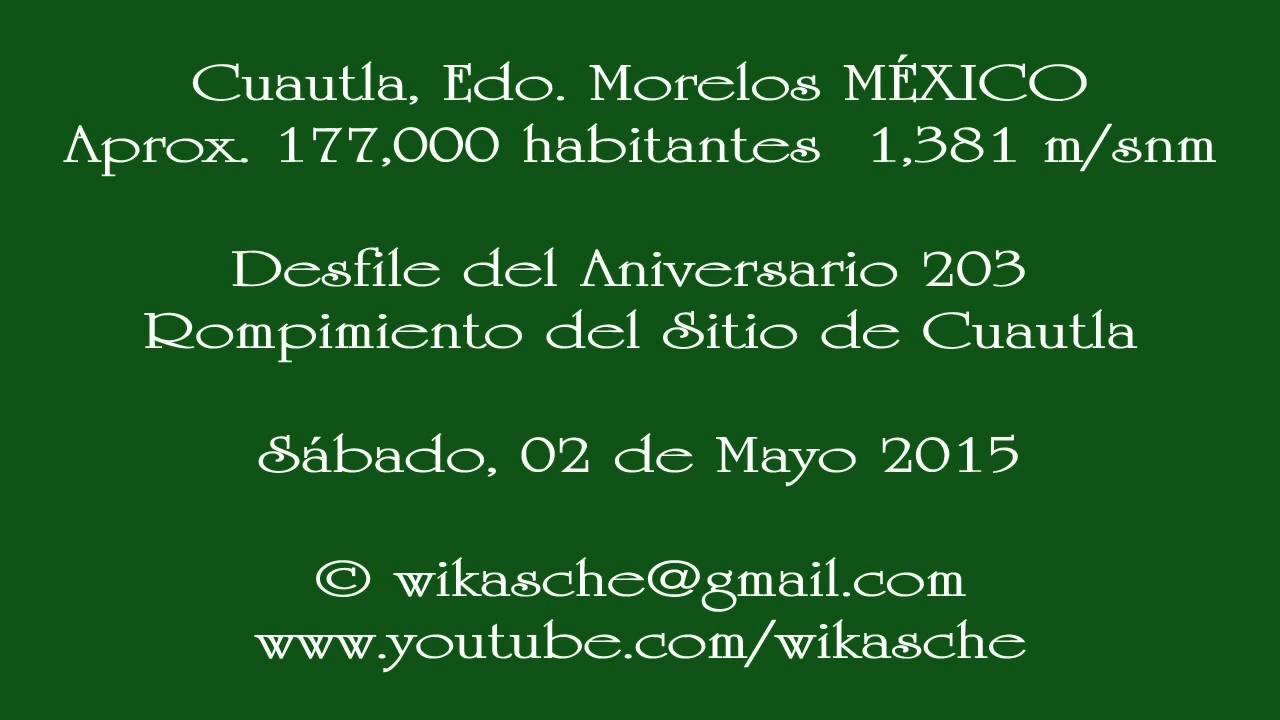 Cuautla, Edo. Morelos MÉXICO
Aprox. 177,000 habitantes  1,381 m/snm
Desfile del Aniversario 203
Rompimiento del Sitio de Cuautla
Sábado, 02 de Mayo 2015
© wikasche@gmail.com
www.youtube.com/wikasche